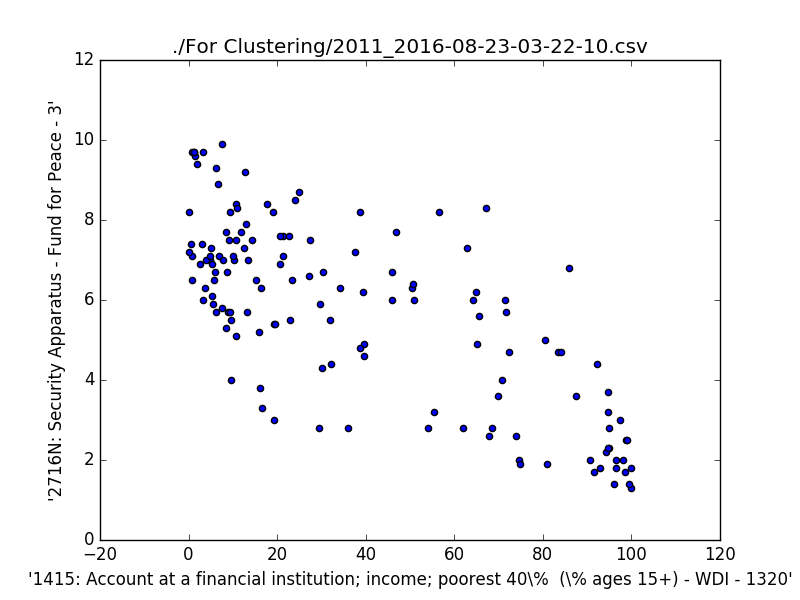 ./For Clustering/2011_2016-08-23-03-22-10.csv
12
10
8
6
4
2
0
'2716N: Security Apparatus - Fund for Peace - 3'
−20 0 20 40 60 80 100 120
'1415: Account at a financial institution; income; poorest 40\% (\% ages 15+) - WDI - 1320'